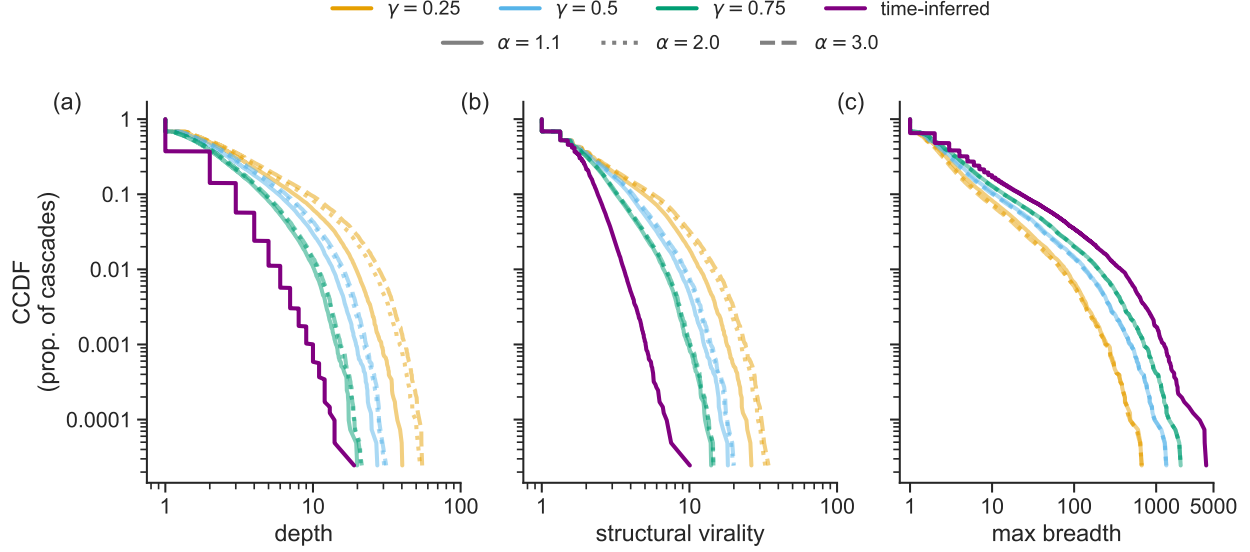 γ = 0.25 γ = 0.5 γ = 0.75 time-inferred
α = 1.1 α = 2.0 α = 3.0
(a) (b) (c)
CCDF
(prop. of cascades)
1
0.1
0.01
0.001
0.0001
1 10 100 1 10 100 1 10 100 1000 5000
depth structural virality max breadth